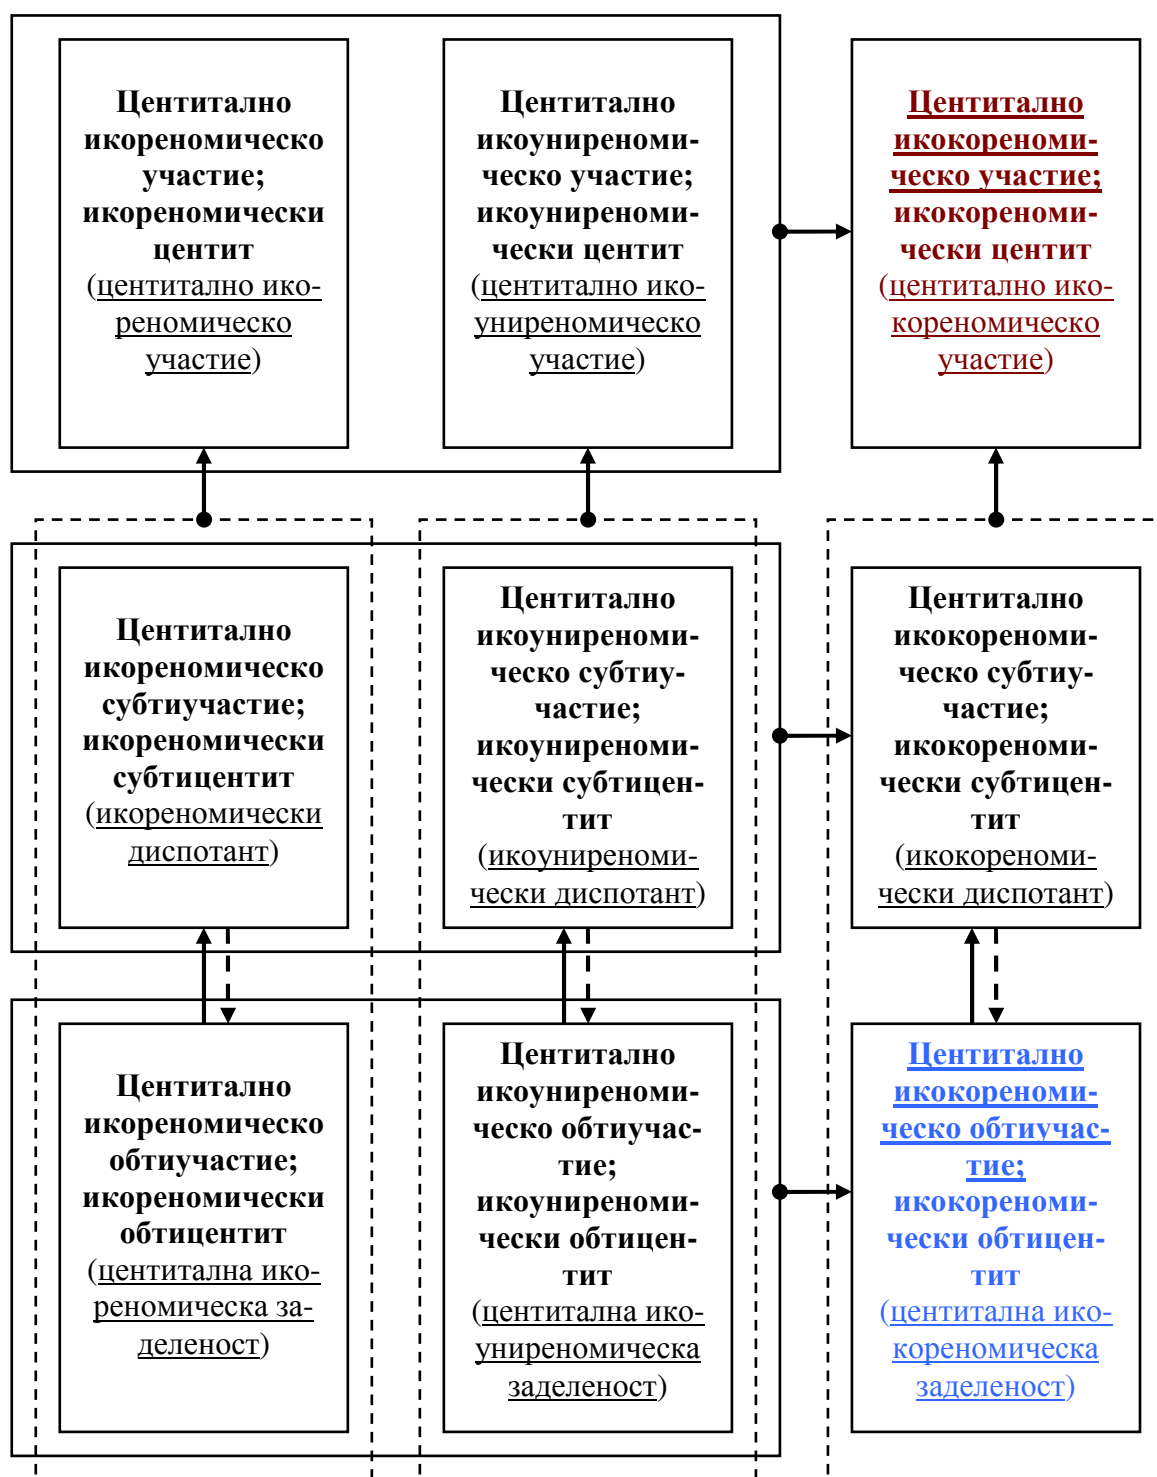 Центитално
икореномическо
участие;
икореномически
центит
(центитално ико-
реномическо
участие)
Центитално
икоуниреноми-
ческо участие;
икоуниреноми-
чески центит
(центитално ико-
униреномическо
участие)
Центитално
икокореноми-
ческо участие;
икокореноми-
чески центит
(центитално ико-
кореномическо
участие)
Центитално
икореномическо
субтиучастие;
икореномически
субтицентит
(икореномически
диспотант)
Центитално
икоуниреноми-
ческо субтиу-
частие;
икоуниреноми-
чески субтицен-
тит
(икоуниреноми-
чески диспотант)
Центитално
икокореноми-
ческо субтиу-
частие;
икокореноми-
чески субтицен-
тит
(икокореноми-
чески диспотант)
Центитално
икореномическо
обтиучастие;
икореномически
обтицентит
(центитална ико-
реномическа за-
деленост)
Центитално
икоуниреноми-
ческо обтиучас-
тие;
икоуниреноми-
чески обтицен-
тит
(центитална ико-
униреномическа
заделеност)
Центитално
икокореноми-
ческо обтиучас-
тие;
икокореноми-
чески обтицен-
тит
(центитална ико-
кореномическа
заделеност)